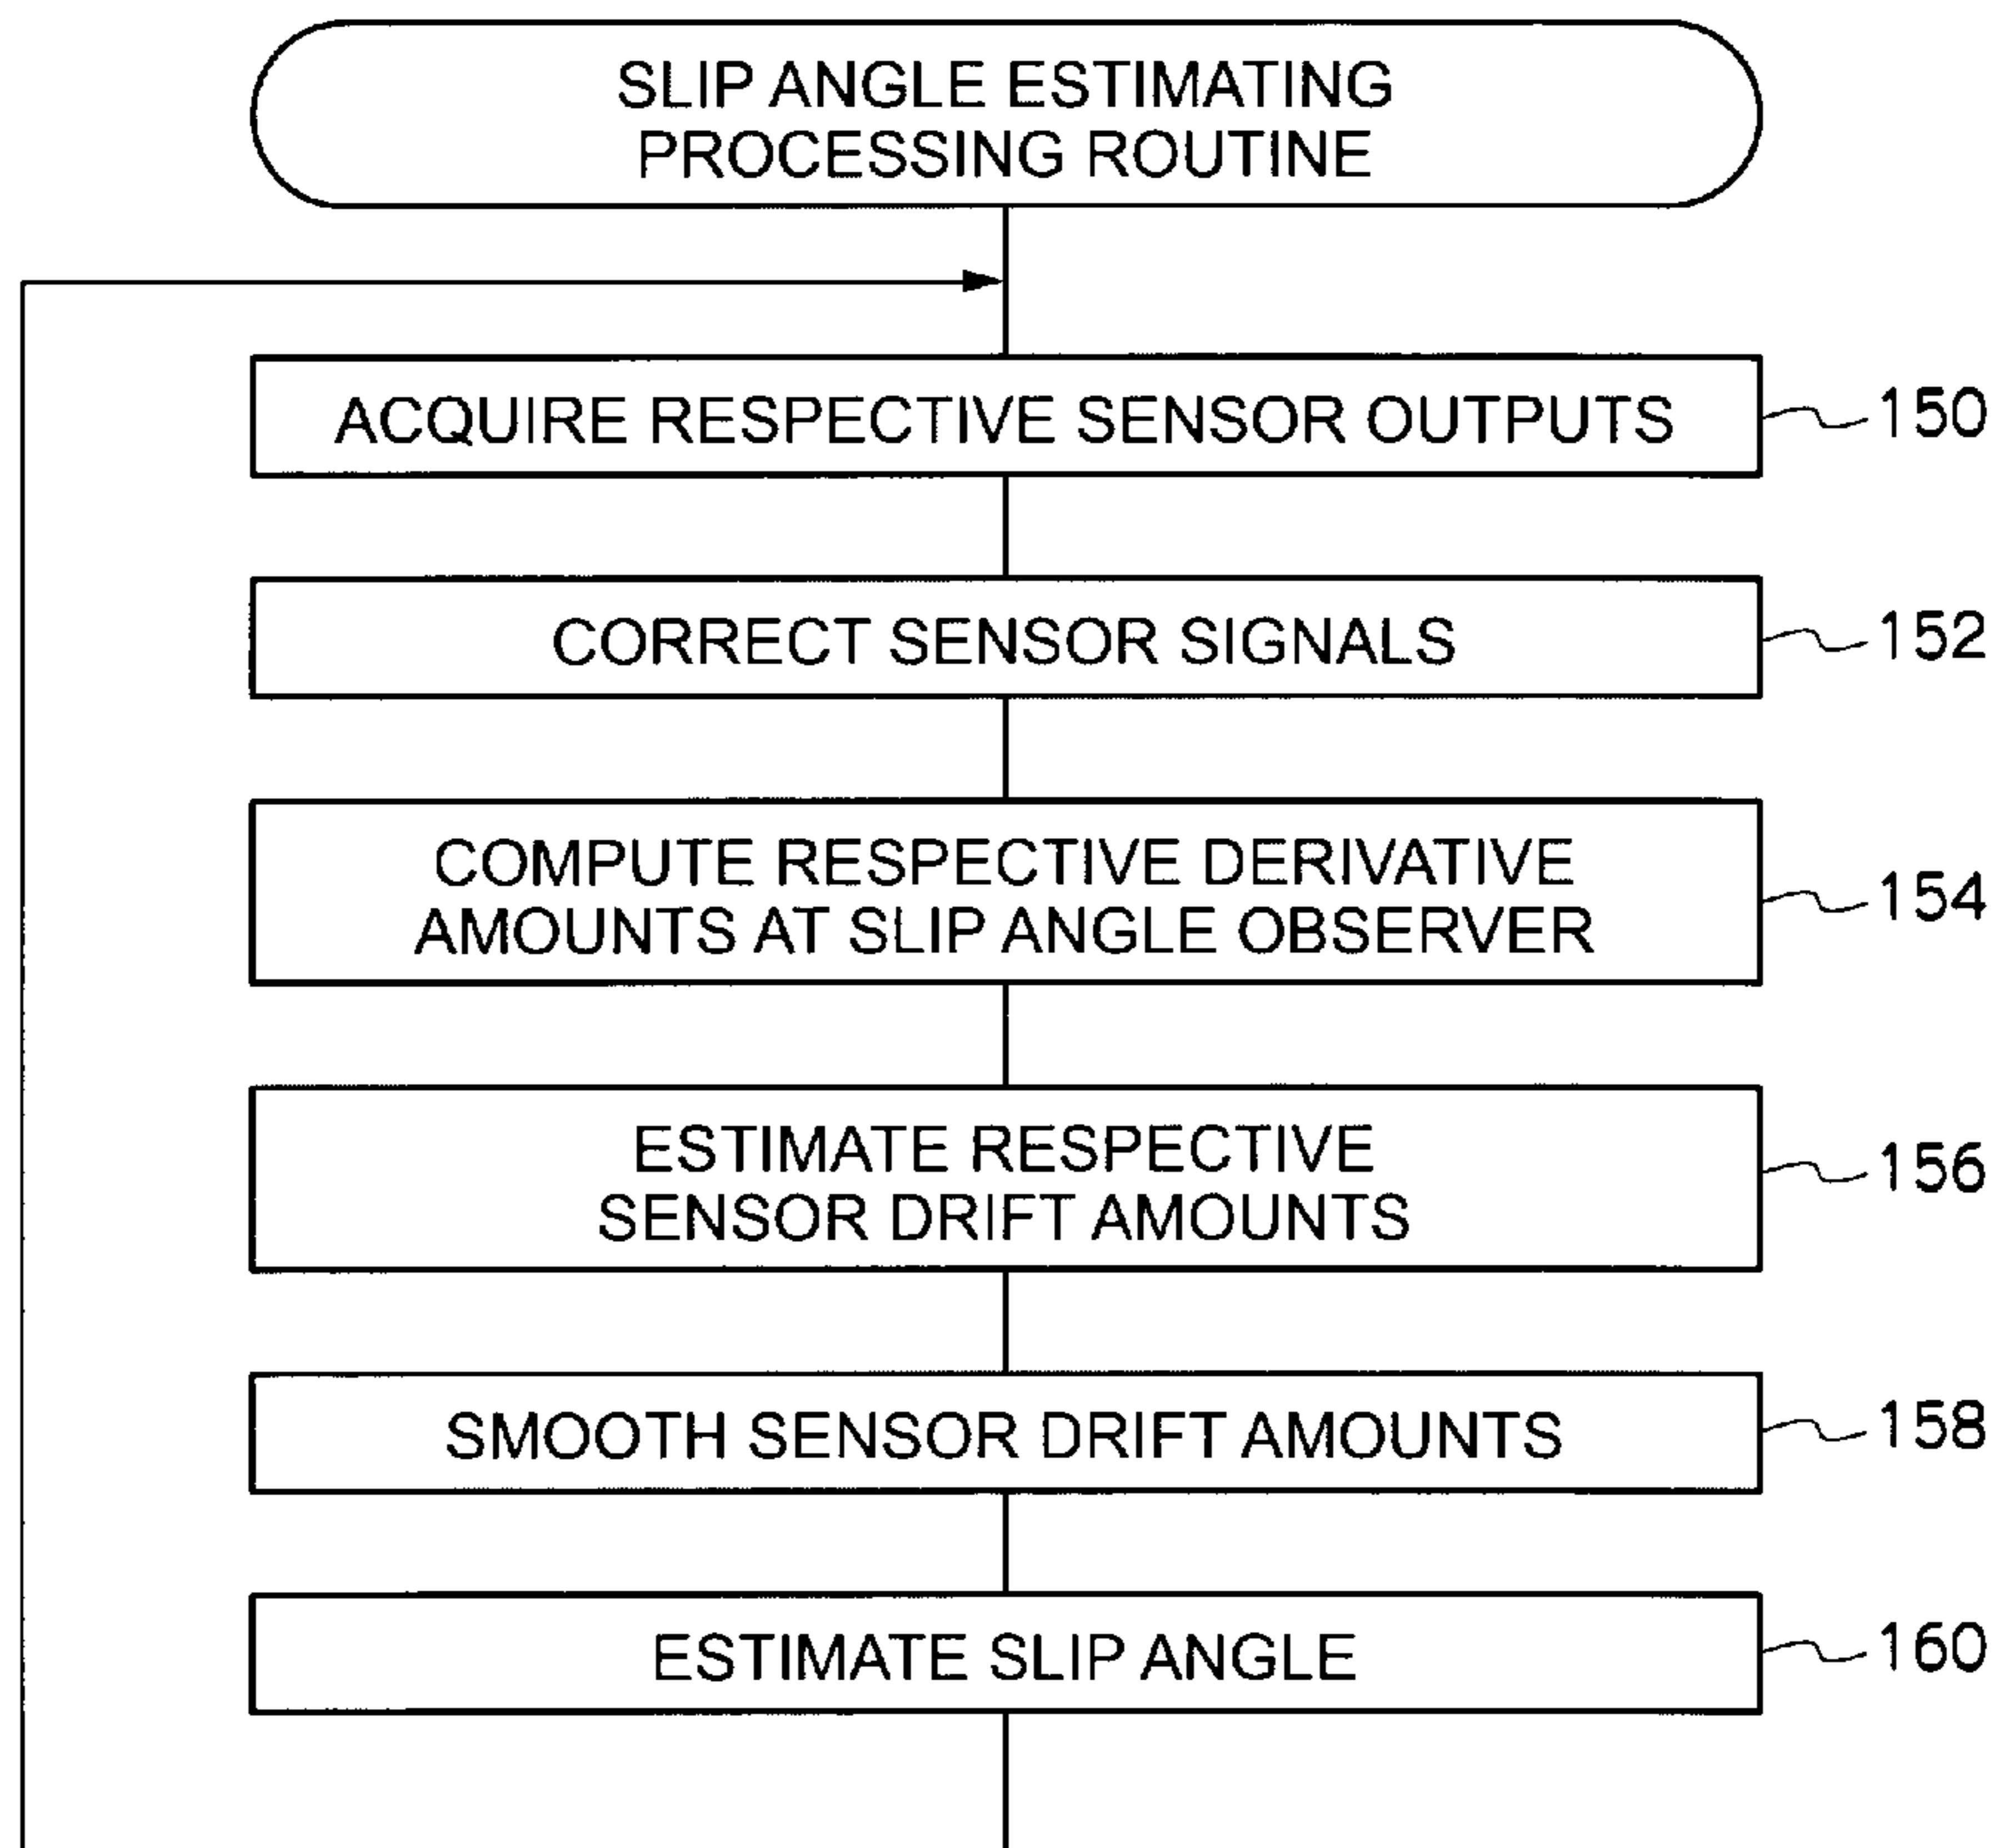 SLIP ANGLE ESTIMATING
PROCESSING ROUTINE
ACQUIRE RESPECTIVE SENSOR OUTPUTS
150
CORRECT SENSOR SIGNALS
152
COMPUTE RESPECTIVE DERIVATIVE
AMOUNTS AT SLIP ANGLE OBSERVER
154
ESTIMATE RESPECTIVE
SENSOR DRIFT AMOUNTS
156
SMOOTH SENSOR DRIFT AMOUNTS
158
ESTIMATE SLIP ANGLE
160